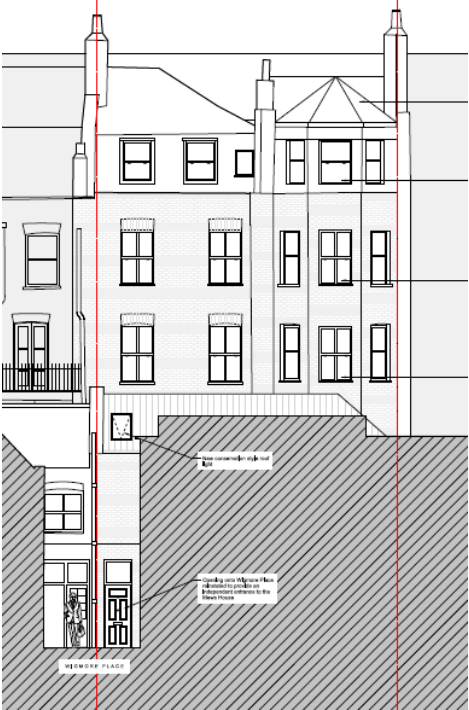 New conservation style roof
light
Opening onto Wigmore Place
reinstated to provide an
independent entrance to the
Mews House
WIGMORE PLACE